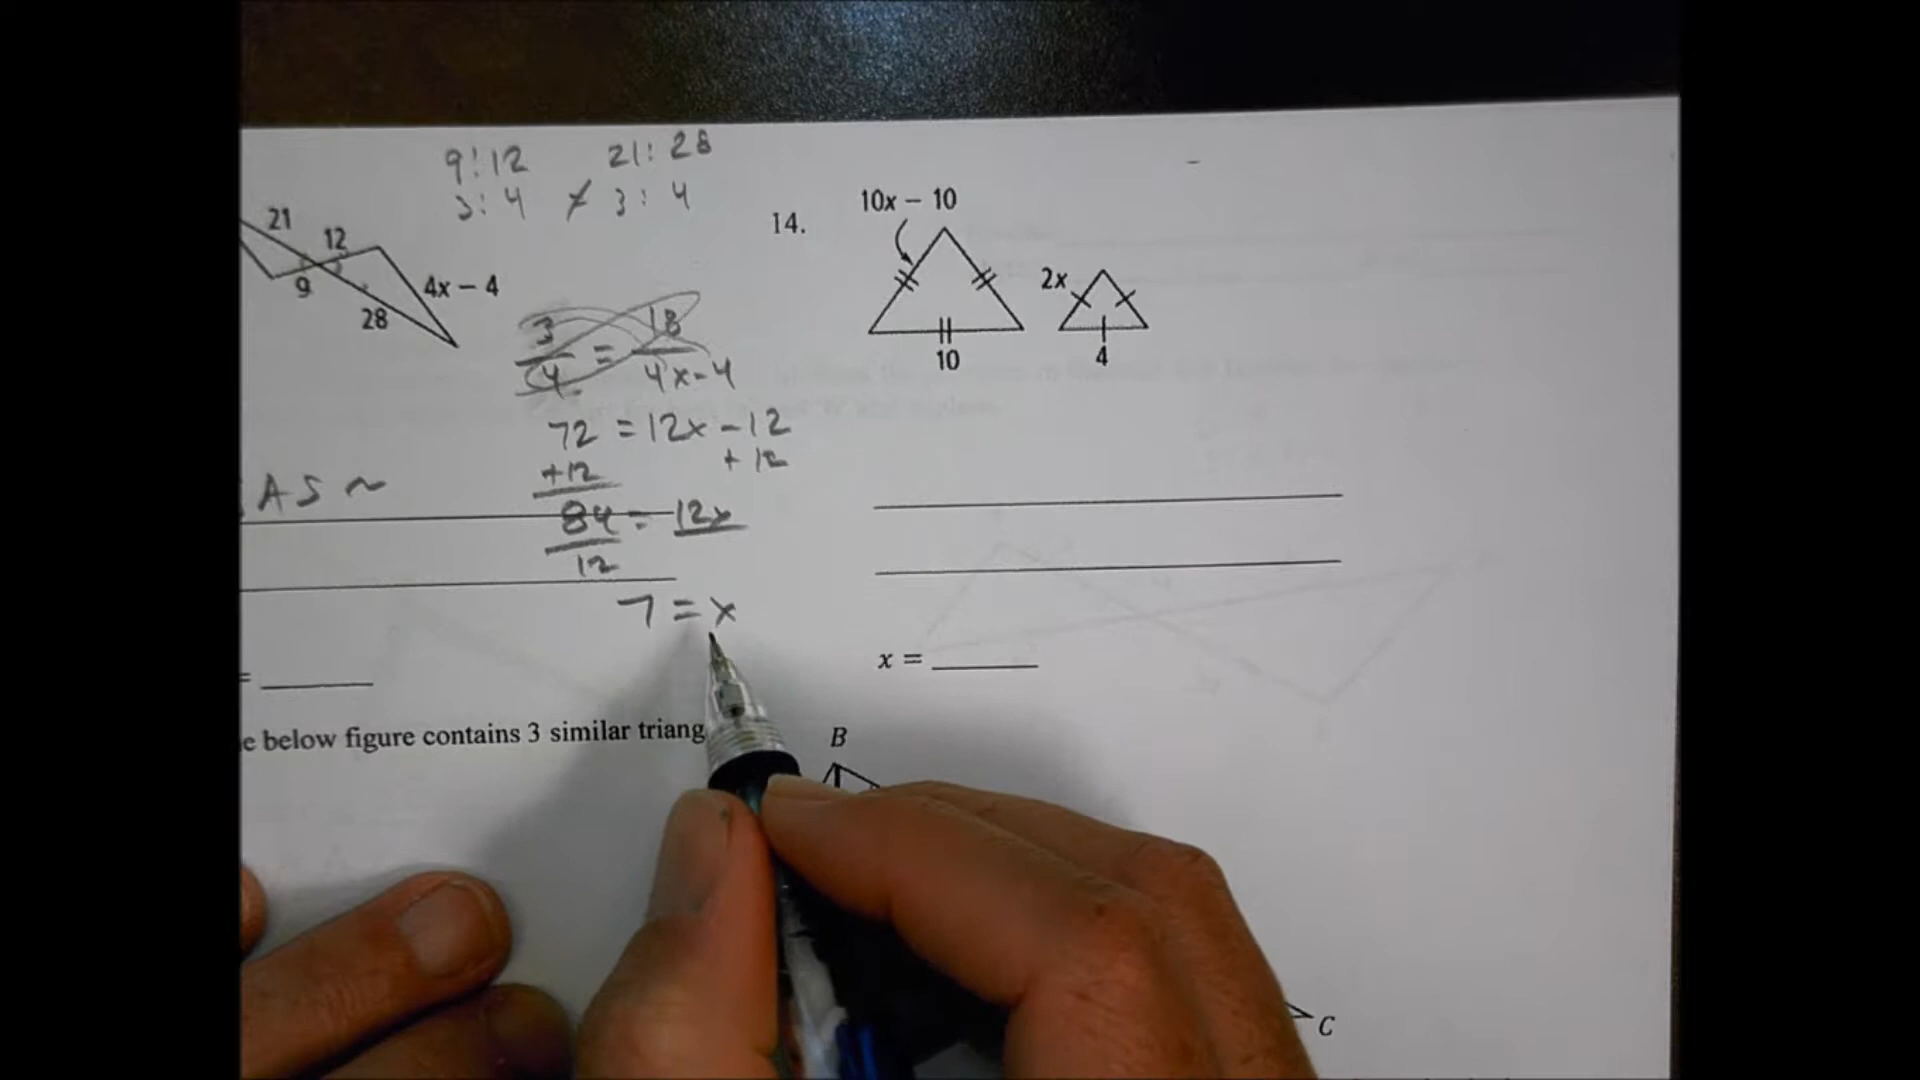 9:12 21:28
3:4 ≠ 3:4
21
12
9
4x – 4
28
3/4 = 18/4x-4
72 = 12x - 12
+12 + 12
84 = 12x
12
7 = x
AS ~
= ______
14.
10x – 10
2x
10
4
x = ______
e below figure contains 3 similar triang
B
C